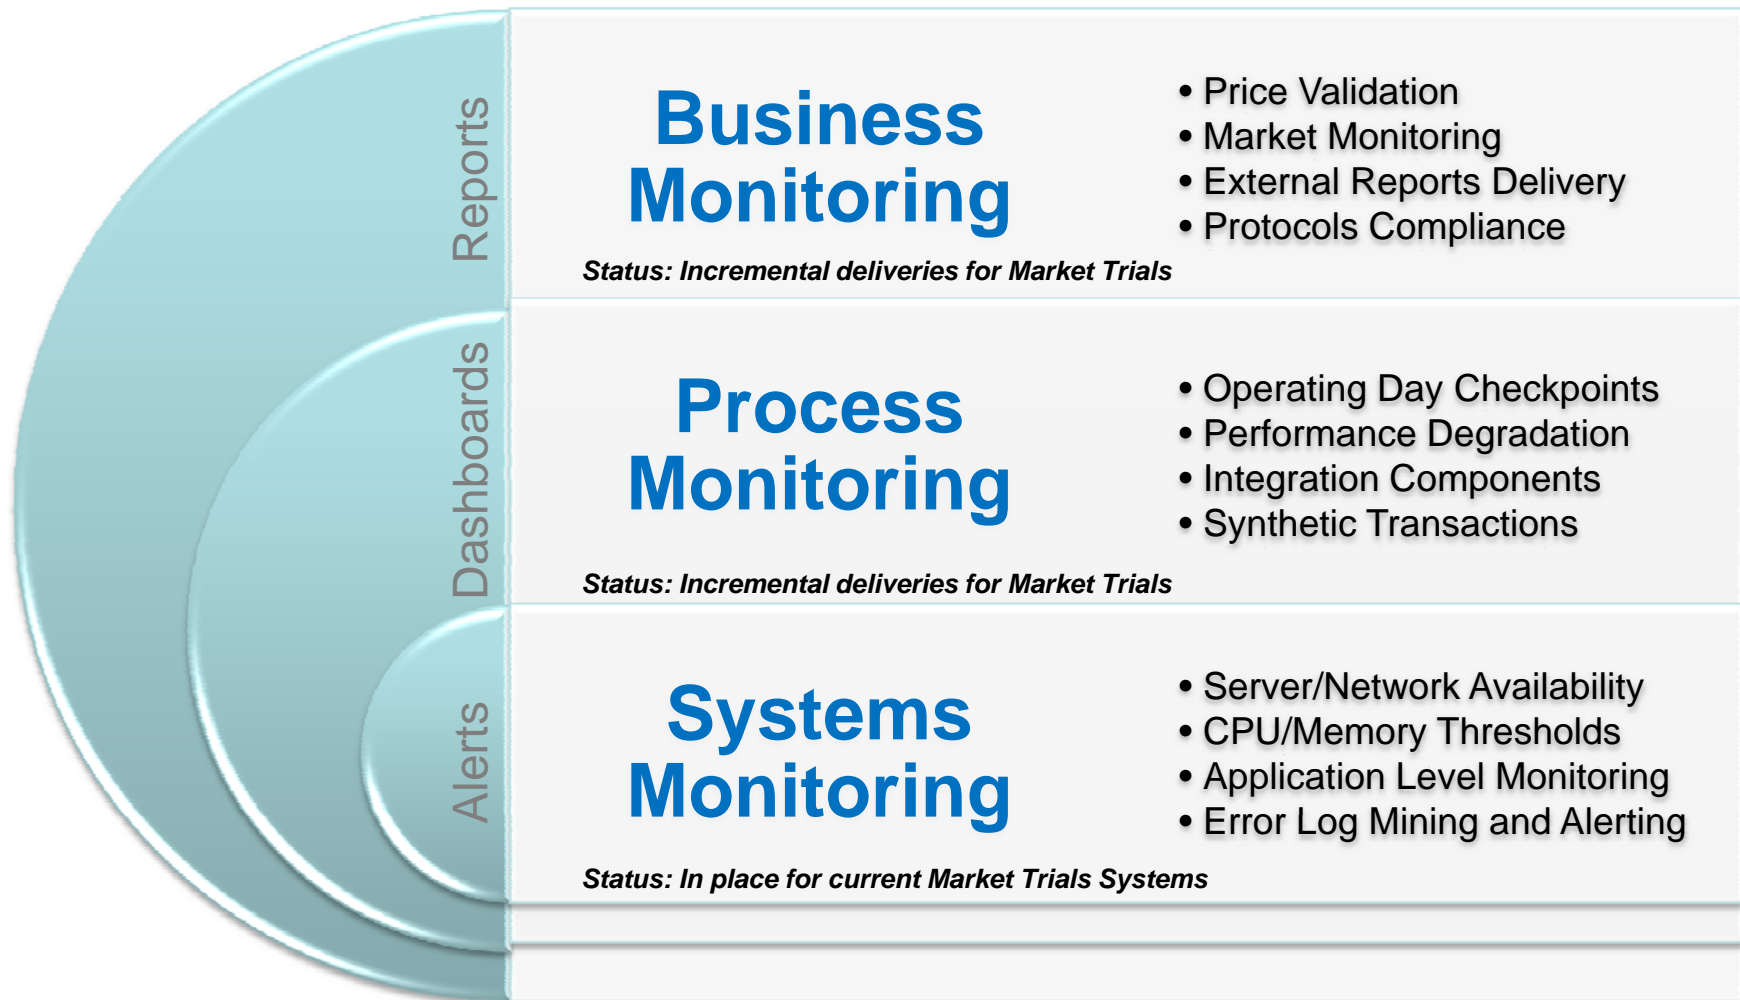 Reports
Business
Monitoring
Status: Incremental deliveries for Market Trials
• Price Validation
• Market Monitoring
• External Reports Delivery
• Protocols Compliance
Dashboards
Process
Monitoring
Status: Incremental deliveries for Market Trials
• Operating Day Checkpoints
• Performance Degradation
• Integration Components
• Synthetic Transactions
Alerts
Systems
Monitoring
Status: In place for current Market Trials Systems
• Server/Network Availability
• CPU/Memory Thresholds
• Application Level Monitoring
• Error Log Mining and Alerting